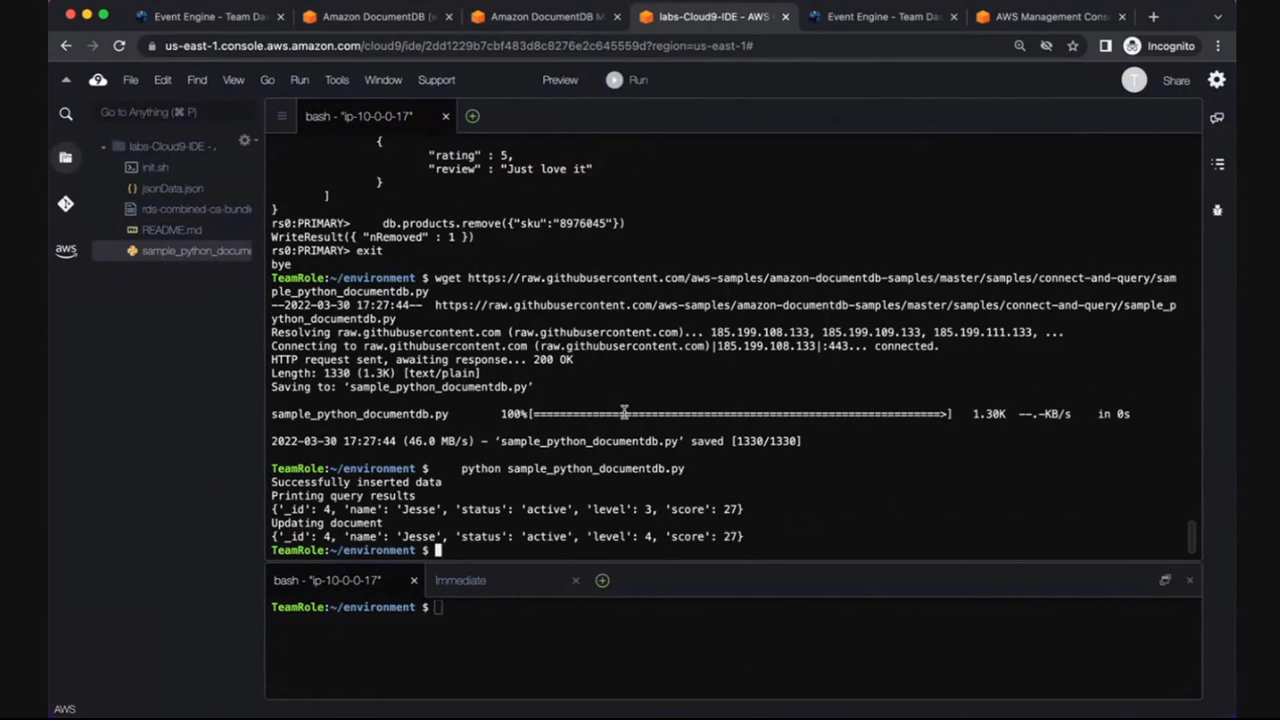 Event Engine - Team Da
Amazon DocumentDB (w
Amazon DocumentDB M
labs-Cloud9-IDE - AWS
Event Engine - Team Da
AWS Management Cons
us-east-1.console.aws.amazon.com/cloud9/ide/2dd1229b7cbf483d8c8276e2c645559d?region=us-east-1#
Incognito
File Edit Find View Go Run Tools Window Support Preview Run
T
Share
Go to Anything (⌘ P)
bash - "ip-10-0-0-17"
labs-Cloud9-IDE -
init.sh
jsonData.json
rds-combined-ca-bundl
README.md
sample_python_docume
aws
{
"rating" : 5,
"review" : "Just love it"
}
]
}
rs0:PRIMARY> db.products.remove({"sku":"8976045"})
WriteResult({ "nRemoved" : 1 })
rs0:PRIMARY> exit
bye
TeamRole:~/environment $ wget https://raw.githubusercontent.com/aws-samples/amazon-documentdb-samples/master/samples/connect-and-query/sam
ple_python_documentdb.py
--2022-03-30 17:27:44-- https://raw.githubusercontent.com/aws-samples/amazon-documentdb-samples/master/samples/connect-and-query/sample_p
ython_documentdb.py
Resolving raw.githubusercontent.com (raw.githubusercontent.com)... 185.199.108.133, 185.199.109.133, 185.199.111.133, ...
Connecting to raw.githubusercontent.com (raw.githubusercontent.com)|185.199.108.133|:443... connected.
HTTP request sent, awaiting response... 200 OK
Length: 1330 (1.3K) [text/plain]
Saving to: ‘sample_python_documentdb.py’
sample_python_documentdb.py 100%[==================================================>] 1.30K --.-KB/s in 0s
2022-03-30 17:27:44 (46.0 MB/s) - ‘sample_python_documentdb.py’ saved [1330/1330]
TeamRole:~/environment $ python sample_python_documentdb.py
Successfully inserted data
Printing query results
{'_id': 4, 'name': 'Jesse', 'status': 'active', 'level': 3, 'score': 27}
Updating document
{'_id': 4, 'name': 'Jesse', 'status': 'active', 'level': 4, 'score': 27}
TeamRole:~/environment $
bash - "ip-10-0-0-17"
Immediate
TeamRole:~/environment $
AWS